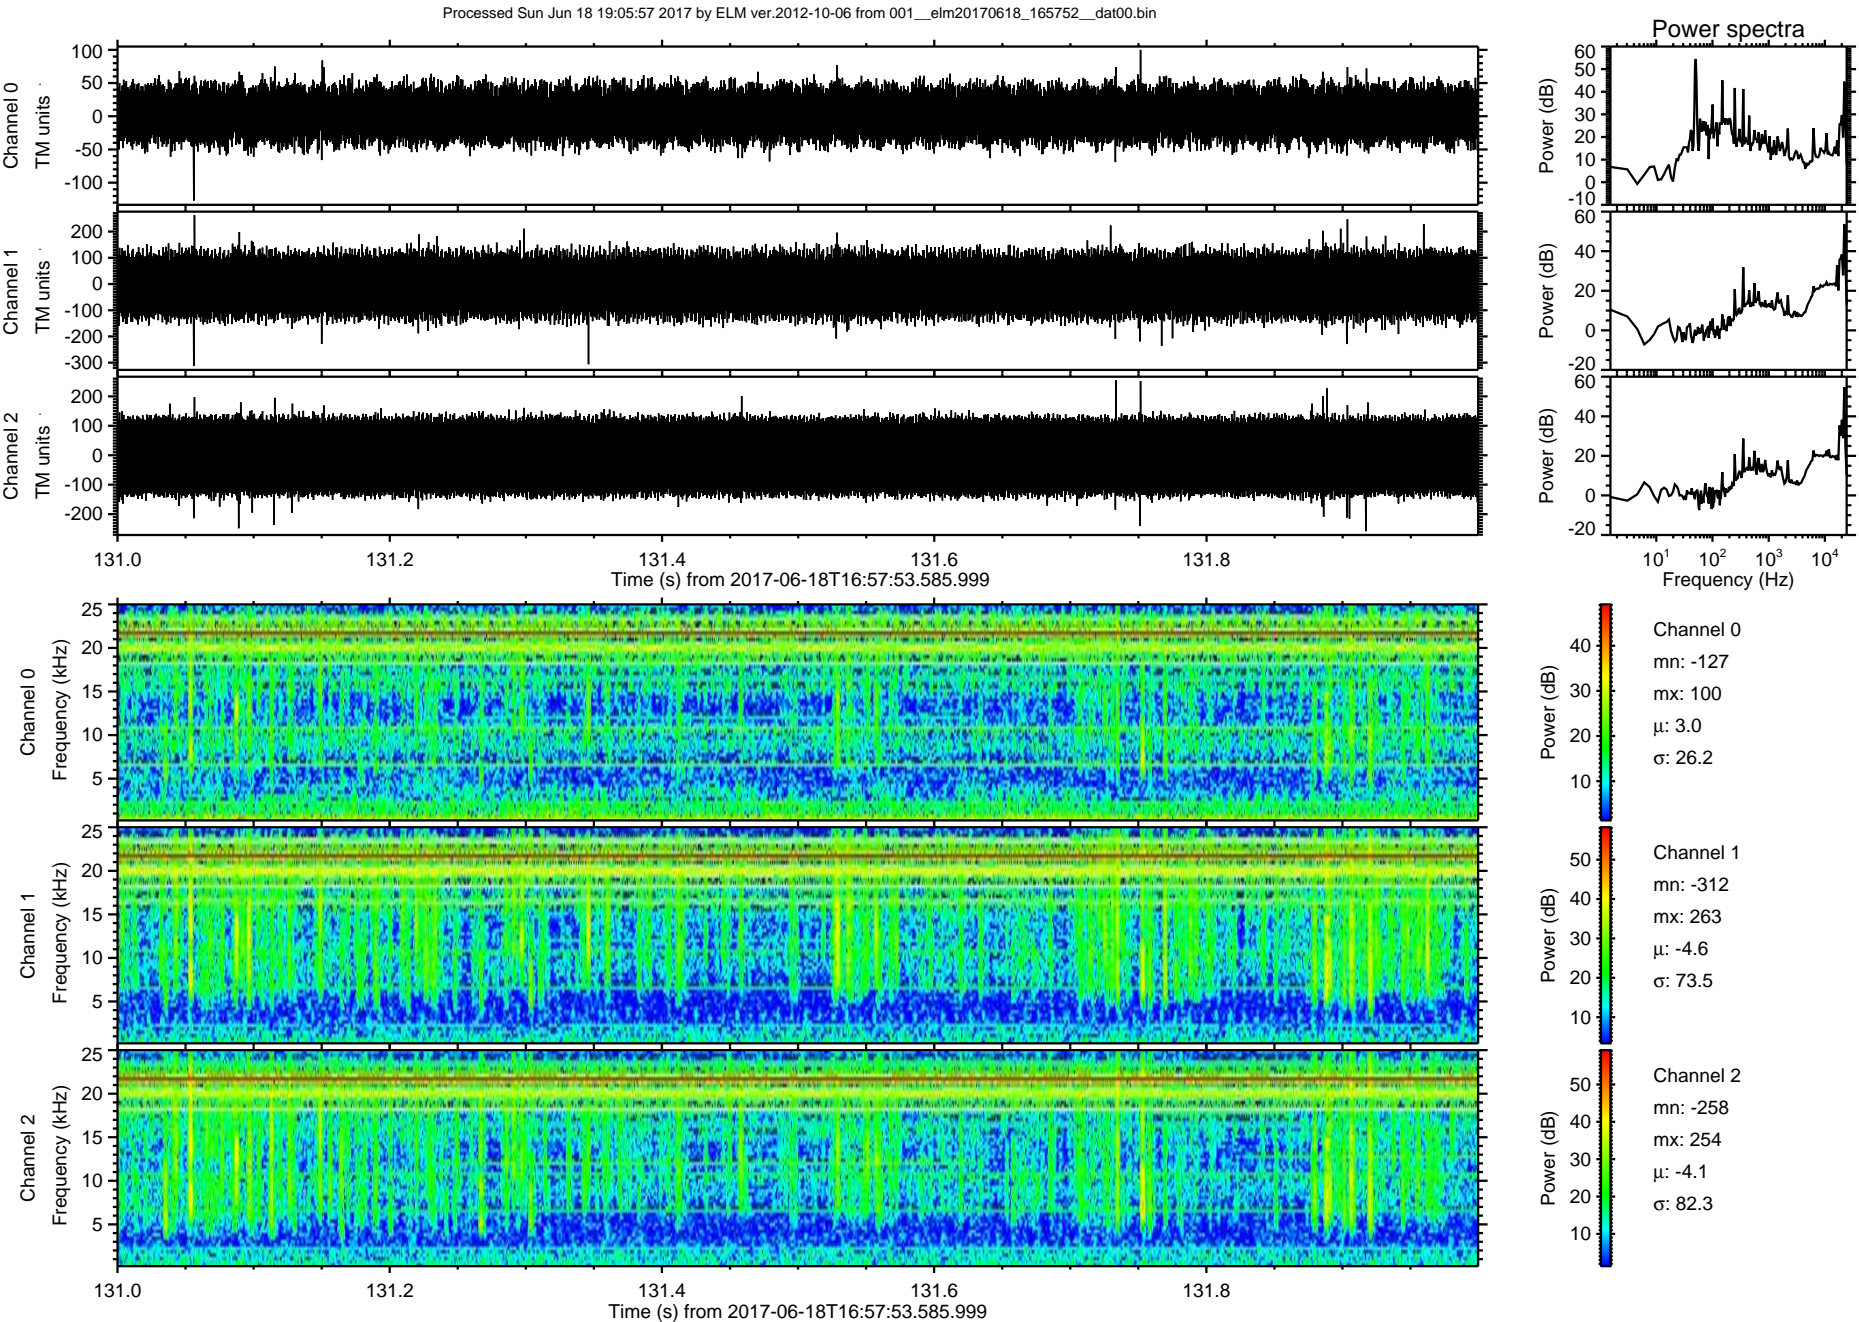 Processed Sun Jun 18 19:05:57 2017 by ELM ver.2012-10-06 from 001__elm20170618_165752__dat00.bin
Power spectra
Channel 0
TM units
100
50
0
-50
-100
Power (dB)
60
50
40
30
20
10
0
-10
Channel 1
TM units
200
100
0
-100
-200
-300
Power (dB)
60
40
20
0
-20
Channel 2
TM units
200
100
0
-100
-200
Power (dB)
60
40
20
0
-20
131.0 131.2 131.4 131.6 131.8
Time (s) from 2017-06-18T16:57:53.585.999
10^1 10^2 10^3 10^4
Frequency (Hz)
Channel 0
Frequency (kHz)
25
20
15
10
5
Power (dB)
40
30
20
10
Channel 0
mn: -127
mx: 100
μ: 3.0
σ: 26.2
Channel 1
Frequency (kHz)
25
20
15
10
5
Power (dB)
50
40
30
20
10
Channel 1
mn: -312
mx: 263
μ: -4.6
σ: 73.5
Channel 2
Frequency (kHz)
25
20
15
10
5
Power (dB)
50
40
30
20
10
Channel 2
mn: -258
mx: 254
μ: -4.1
σ: 82.3
131.0 131.2 131.4 131.6 131.8
Time (s) from 2017-06-18T16:57:53.585.999